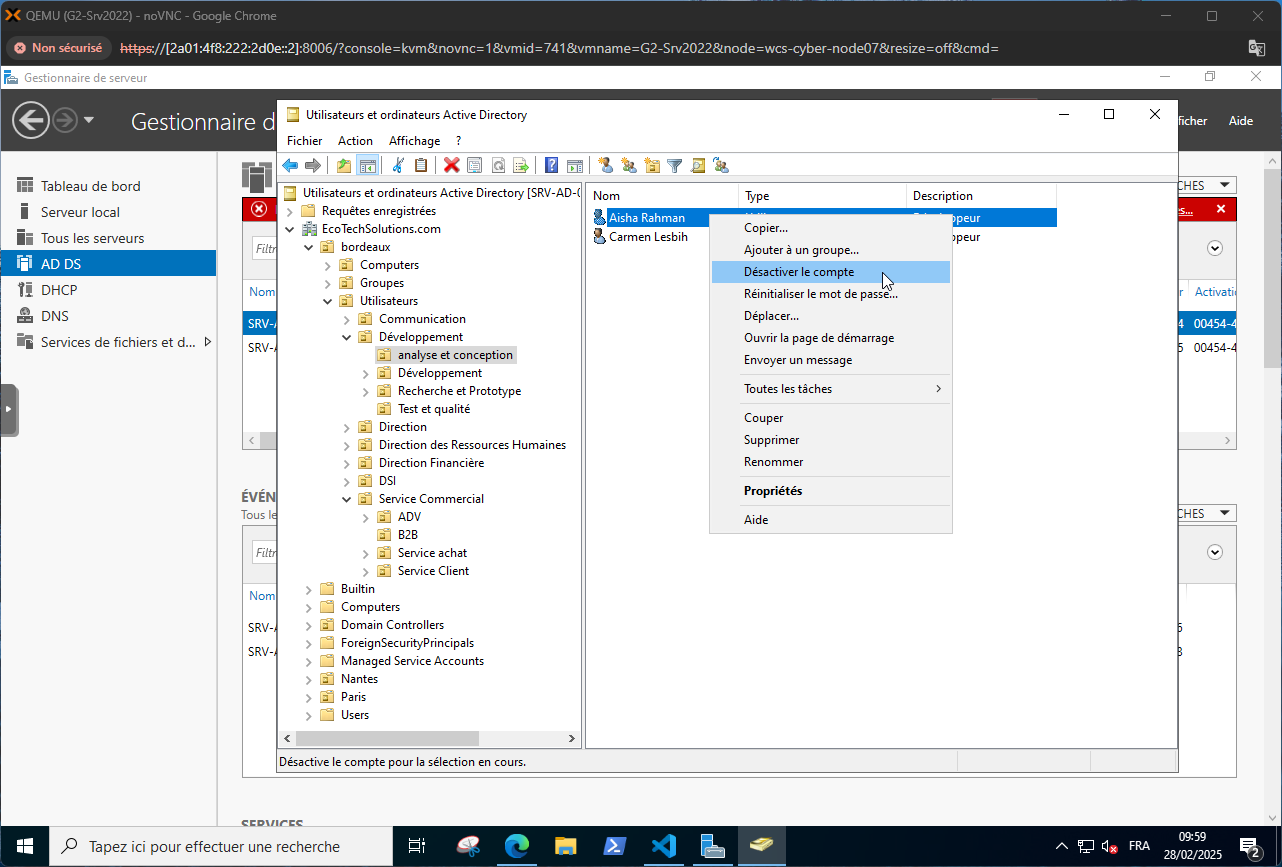 QEMU (G2-Srv2022) - noVNC - Google Chrome
Non sécurisé https://[2a01:4f8:222:2d0e::2]:8006/?console=kvm&novnc=1&vmid=741&vmname=G2-Srv2022&node=wcs-cyber-node07&resize=off&cmd=
Gestionnaire de serveur
Gestionnaire d
ficher Aide
Tableau de bord
Serveur local
Tous les serveurs
AD DS
DHCP
DNS
Services de fichiers et d...
Filtr
Nom
SRV-A
SRV-A
ÉVÉN
Tous le
Filtr
Nom
SRV-A
SRV-A
SERVICES
Utilisateurs et ordinateurs Active Directory
Fichier Action Affichage ?
Utilisateurs et ordinateurs Active Directory [SRV-AD-0
Requêtes enregistrées
EcoTechSolutions.com
bordeaux
Computers
Groupes
Utilisateurs
Communication
Développement
analyse et conception
Développement
Recherche et Prototype
Test et qualité
Direction
Direction des Ressources Humaines
Direction Financière
DSI
Service Commercial
ADV
B2B
Service achat
Service Client
Builtin
Computers
Domain Controllers
ForeignSecurityPrincipals
Managed Service Accounts
Nantes
Paris
Users
Nom Type Description
Aisha Rahman ppeur
Carmen Lesbih ppeur
Copier...
Ajouter à un groupe...
Désactiver le compte
Réinitialiser le mot de passe...
Déplacer...
Ouvrir la page de démarrage
Envoyer un message
Toutes les tâches
Couper
Supprimer
Renommer
Propriétés
Aide
Désactive le compte pour la sélection en cours.
CHES
s...
r Activati
4 00454-4
5 00454-4
CHES
6
3
Tapez ici pour effectuer une recherche
FRA
09:59
28/02/2025
2